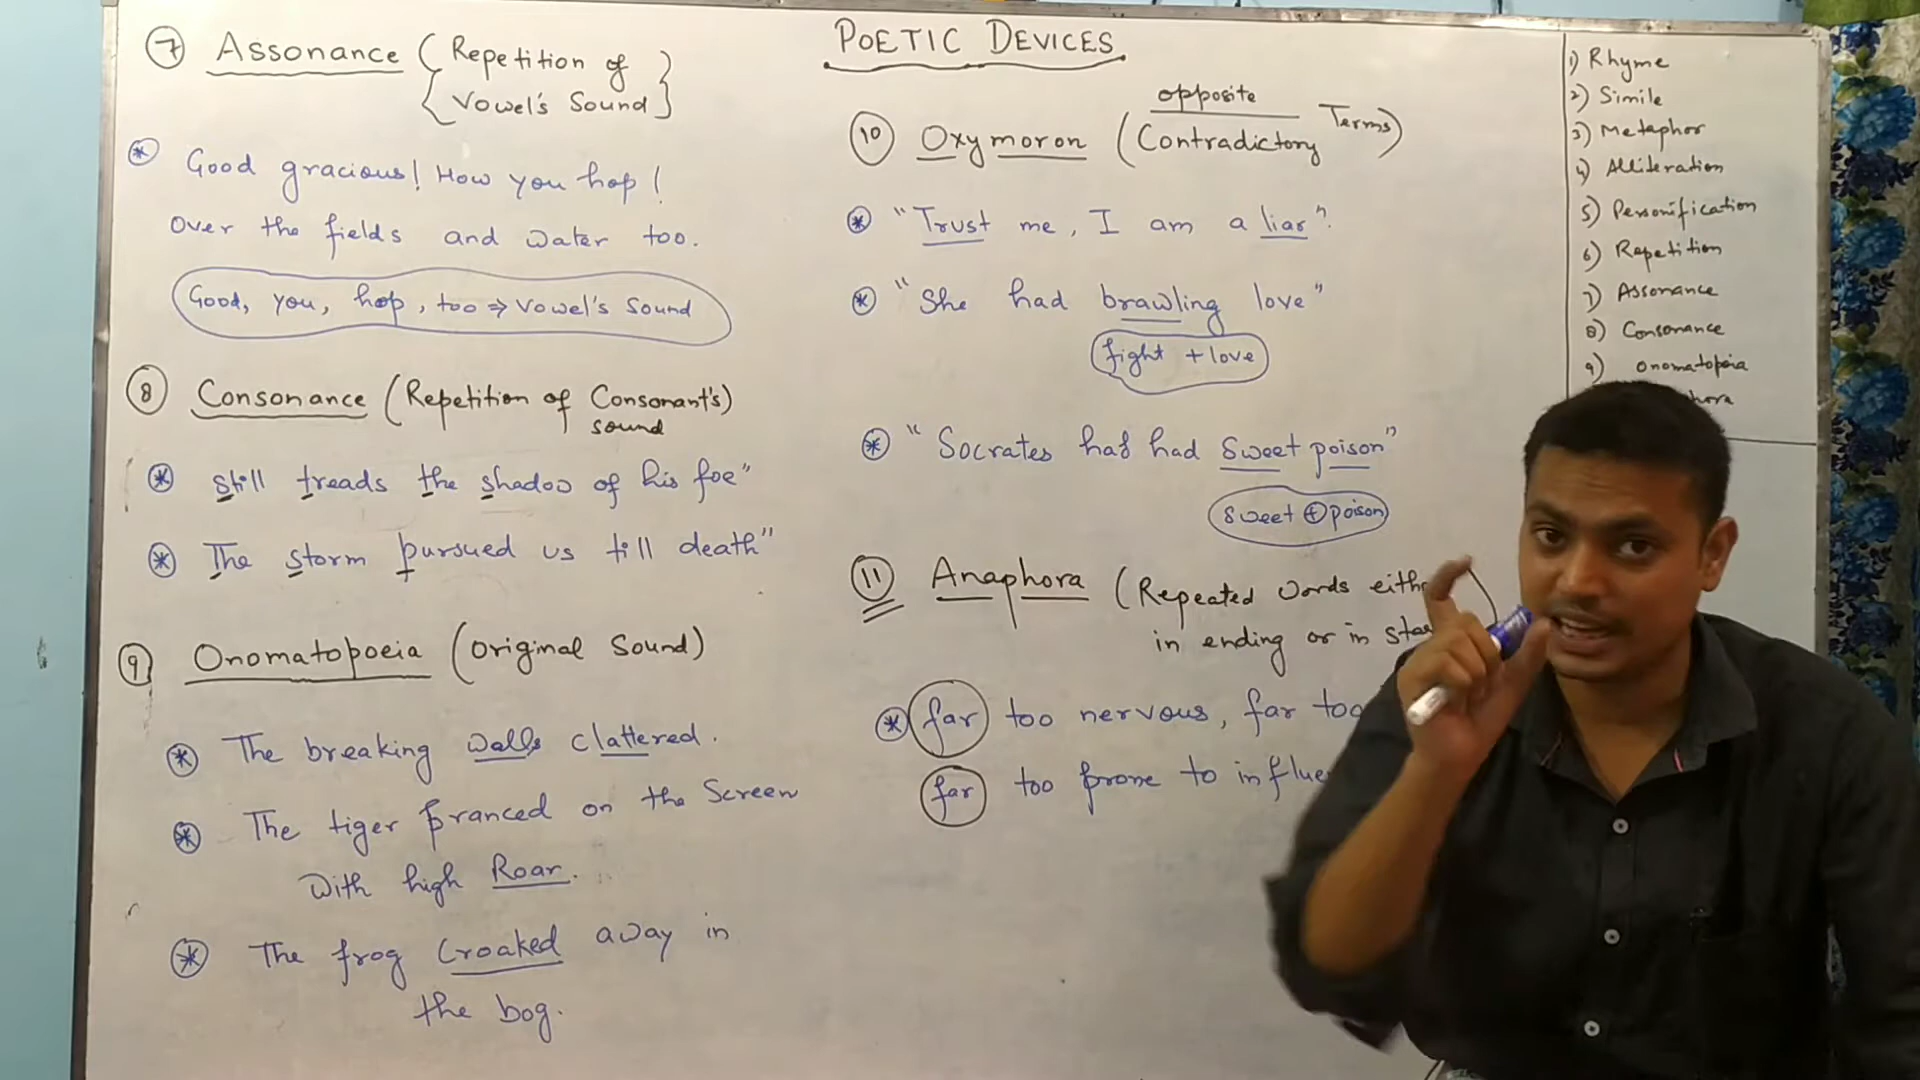 POETIC DEVICES
7 Assonance (Repetition of
Vowel's Sound)
* Good gracious! How you hop!
Over the fields and water too.
Good, you, hop, too ⇒ Vowel's Sound
8 Consonance (Repetition of Consonant's)
sound
* still treads the shadow of his foe"
* The storm pursued us till death"
9 Onomatopoeia (Original Sound)
* The breaking walls clattered.
* The tiger pranced on the Screen
With high Roar.
* The frog Croaked away in
the bog.
opposite
10 Oxymoron (Contradictory Terms)
* "Trust me, I am a liar".
* "She had brawling love"
fight + love
* "Socrates had had Sweet poison"
Sweet + poison
11 Anaphora (Repeated words
in ending or in
* far too nervous, far too
far too prone to
1) Rhyme
2) Simile
3) Metaphor
4) Alliteration
5) Personification
6) Repetition
7) Assonance
8) Consonance
9) Onomatopoeia